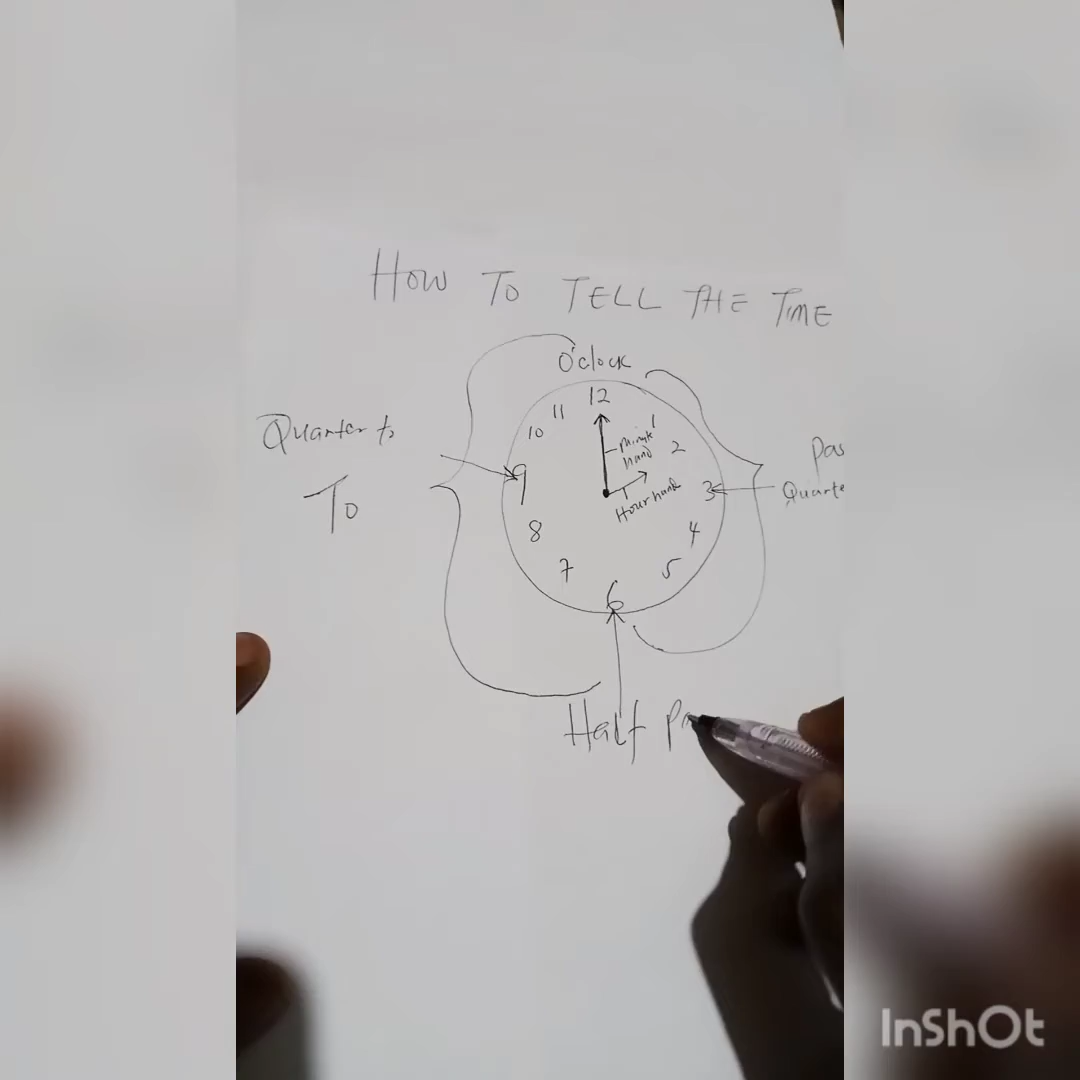 HOW TO TELL THE TIME
O'clock
12
11
1
10
2
Quarter to
minute
hand
Pas
9
3
Quarte
To
Hour hand
8
4
7
5
6
Half Pa
InShOt